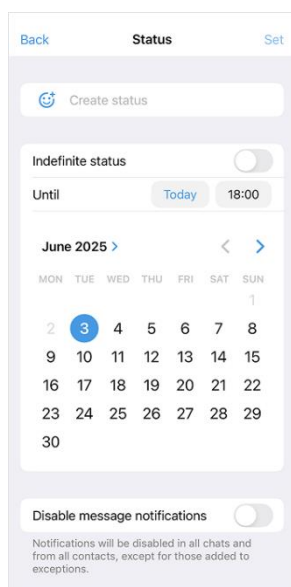 Back Status Set
Create status
Indefinite status
Until Today 18:00
June 2025 >
MON TUE WED THU FRI SAT SUN
1
2 3 4 5 6 7 8
9 10 11 12 13 14 15
16 17 18 19 20 21 22
23 24 25 26 27 28 29
30
Disable message notifications
Notifications will be disabled in all chats and
from all contacts, except for those added to
exceptions.